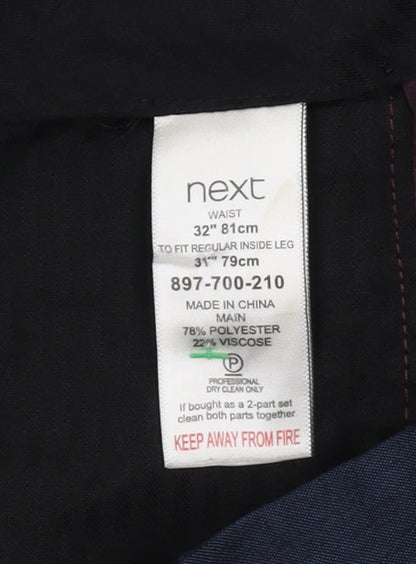 next
WAIST
32" 81cm
TO FIT REGULAR INSIDE LEG
31" 79cm
897-700-210
MADE IN CHINA
MAIN
78% POLYESTER
22% VISCOSE
P
PROFESSIONAL
DRY CLEAN ONLY
If bought as a 2-part set
clean both parts together
KEEP AWAY FROM FIRE